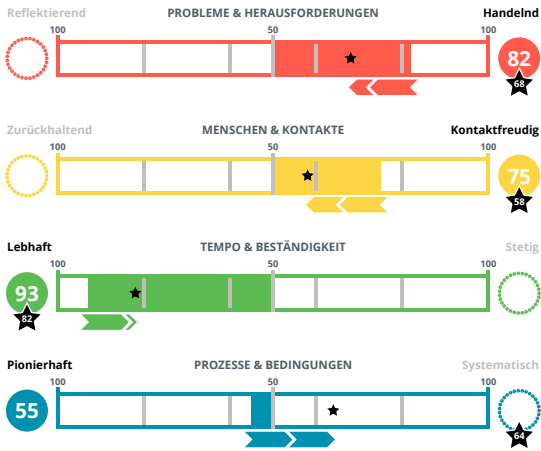 Reflektierend PROBLEME & HERAUSFORDERUNGEN Handelnd
100 50 100
82
68
Zurückhaltend MENSCHEN & KONTAKTE Kontaktfreudig
100 50 100
75
58
Lebhaft TEMPO & BESTÄNDIGKEIT Stetig
100 50 100
93
82
Pionierhaft PROZESSE & BEDINGUNGEN Systematisch
100 50 100
55
64